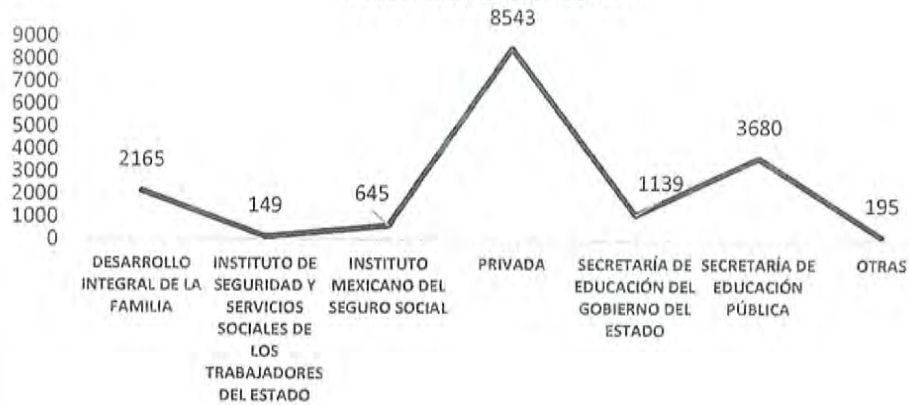 9000
8000
7000
6000
5000
4000
3000
2000
1000
0
2165
149
645
8543
1139
3680
195
DESARROLLO
INTEGRAL DE LA
FAMILIA
INSTITUTO DE
SEGURIDAD Y
SERVICIOS
SOCIALES DE
LOS
TRABAJADORES
DEL ESTADO
INSTITUTO
MEXICANO DEL
SEGURO SOCIAL
PRIVADA
SECRETARÍA DE
EDUCACIÓN DEL
GOBIERNO DEL
ESTADO
SECRETARÍA DE
EDUCACIÓN
PÚBLICA
OTRAS